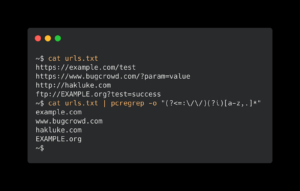 ~$ cat urls.txt
https://example.com/test
https://www.bugcrowd.com/?param=value
http://hakluke.com
ftp://EXAMPLE.org?test=success
~$ cat urls.txt | pcregrep -o "(?<=:\/\/)(?\)[a-z,.]*"
example.com
www.bugcrowd.com
hakluke.com
EXAMPLE.org
~$